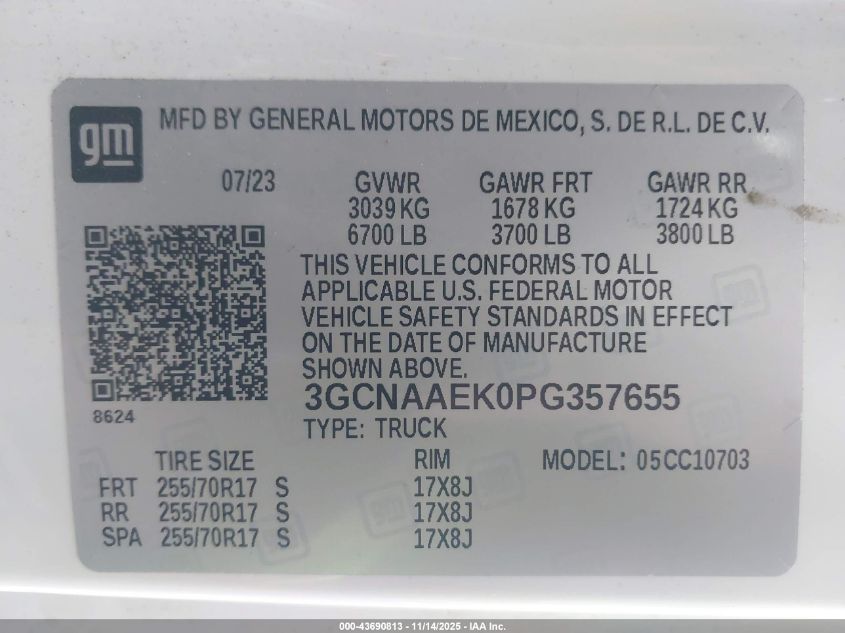 gm MFD BY GENERAL MOTORS DE MEXICO, S. DE R.L. DE C.V.
07/23 GVWR GAWR FRT GAWR RR
3039 KG 1678 KG 1724 KG
6700 LB 3700 LB 3800 LB
THIS VEHICLE CONFORMS TO ALL
APPLICABLE U.S. FEDERAL MOTOR
VEHICLE SAFETY STANDARDS IN EFFECT
ON THE DATE OF MANUFACTURE
SHOWN ABOVE.
8624
3GCNAAEK0PG357655
TYPE: TRUCK
TIRE SIZE RIM MODEL: 05CC10703
FRT 255/70R17 S 17X8J
RR 255/70R17 S 17X8J
SPA 255/70R17 S 17X8J
000-43690813 - 11/14/2025 - IAA Inc.